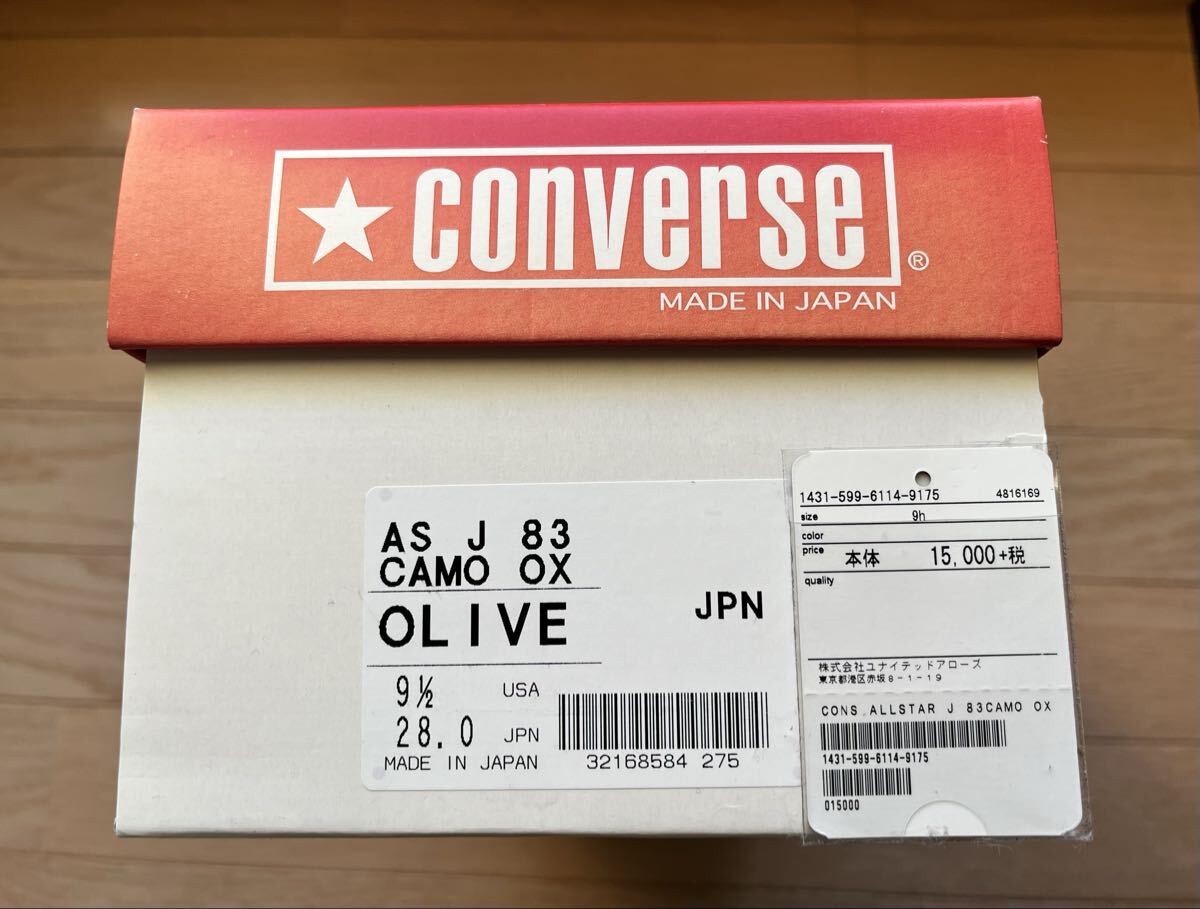 ★ converse ®
MADE IN JAPAN
AS J 83
CAMO OX
OLIVE
JPN
9½ USA
28.0 JPN
MADE IN JAPAN
32168584 275
1431-599-6114-9175 4816169
size 9h
color
price 本体 15,000+税
quality
株式会社ユナイテッドアローズ
東京都港区赤坂8-1-19
CONS ALLSTAR J 83CAMO OX
1431-599-6114-9175
015000